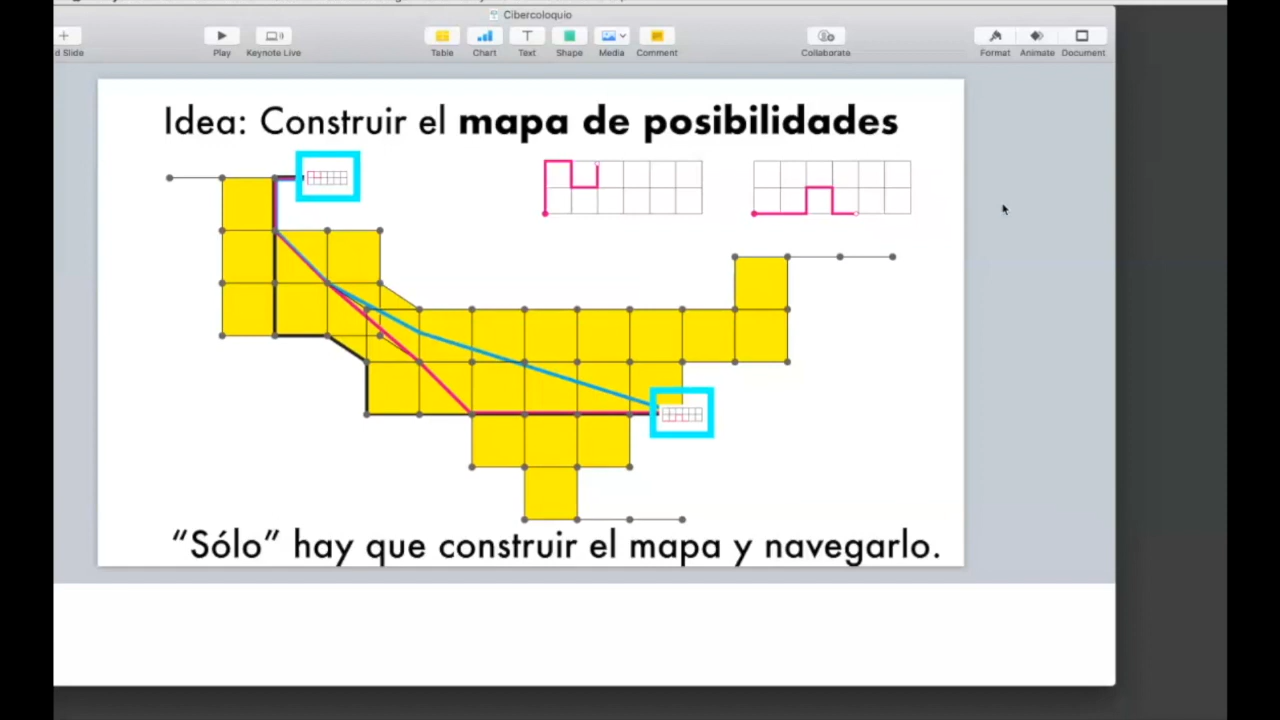 Cibercoloquio
d Slide
Play
Keynote Live
Table
Chart
Text
Shape
Media
Comment
Collaborate
Format
Animate
Document
Idea: Construir el mapa de posibilidades
“Sólo” hay que construir el mapa y navegarlo.